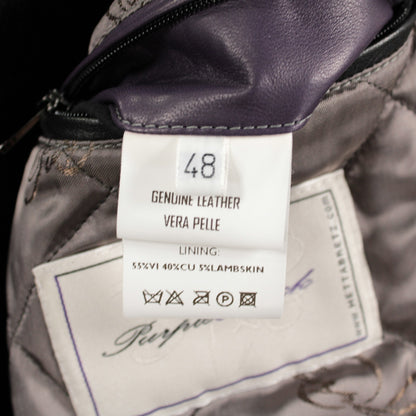 48
GENUINE LEATHER
VERA PELLE
LINING:
55%VI 40%CU 5%LAMBSKIN
P
WWW.METTABRETZ.COM